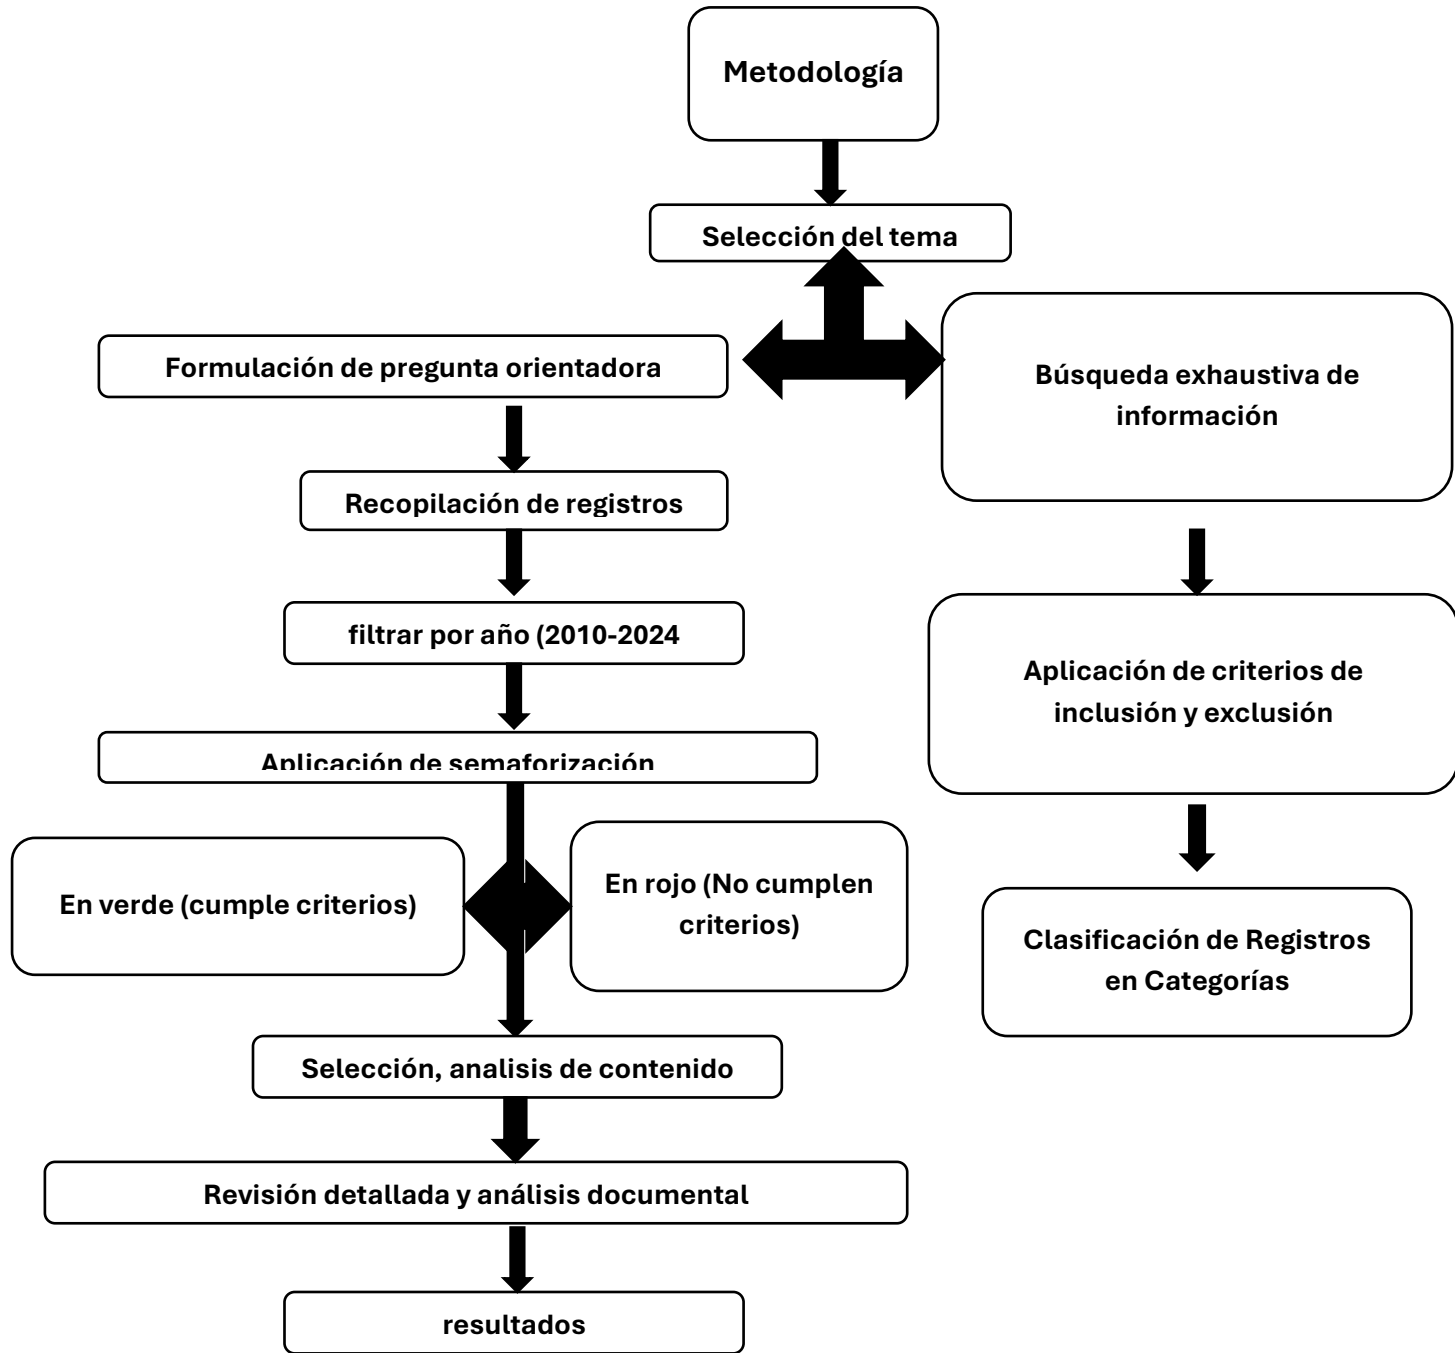 Metodología
Selección del tema
Formulación de pregunta orientadora
Búsqueda exhaustiva de
información
Recopilación de registros
filtrar por año (2010-2024
Aplicación de criterios de
inclusión y exclusión
Aplicación de semaforización
En verde (cumple criterios)
En rojo (No cumplen
criterios)
Clasificación de Registros
en Categorías
Selección, analisis de contenido
Revisión detallada y análisis documental
resultados